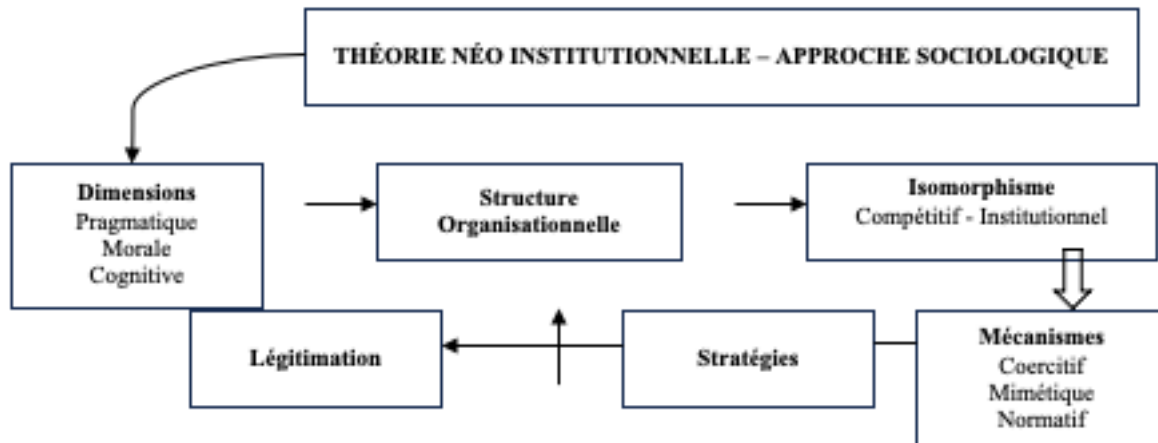 THÉORIE NÉO INSTITUTIONNELLE – APPROCHE SOCIOLOGIQUE
Dimensions
Pragmatique
Morale
Cognitive
Structure
Organisationnelle
Isomorphisme
Compétitif - Institutionnel
Légitimation
Stratégies
Mécanismes
Coercitif
Mimétique
Normatif